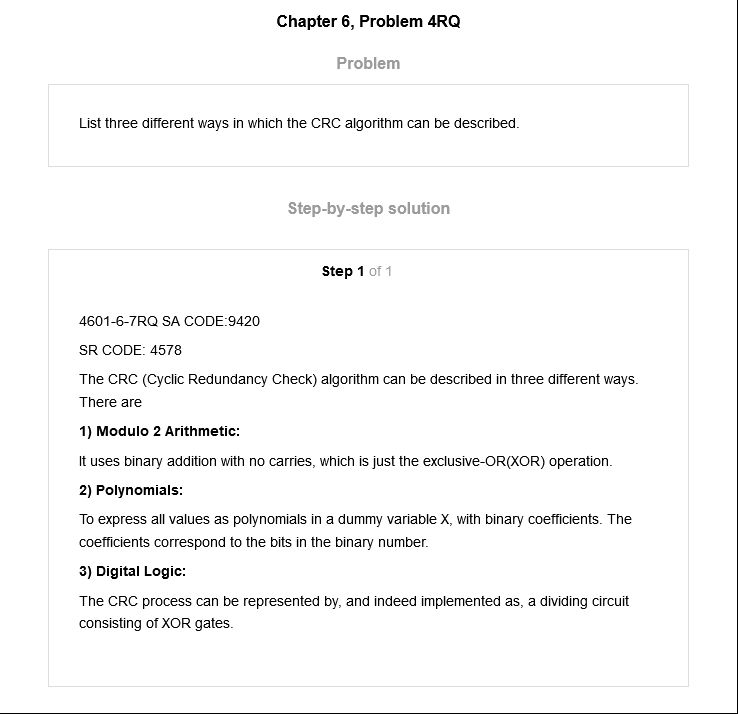 Chapter 6, Problem 4RQ
Problem
List three different ways in which the CRC algorithm can be described.
Step-by-step solution
Step 1 of 1
4601-6-7RQ SA CODE:9420
SR CODE: 4578
The CRC (Cyclic Redundancy Check) algorithm can be described in three different ways.
There are
1) Modulo 2 Arithmetic:
It uses binary addition with no carries, which is just the exclusive-OR(XOR) operation.
2) Polynomials:
To express all values as polynomials in a dummy variable X, with binary coefficients. The
coefficients correspond to the bits in the binary number.
3) Digital Logic:
The CRC process can be represented by, and indeed implemented as, a dividing circuit
consisting of XOR gates.